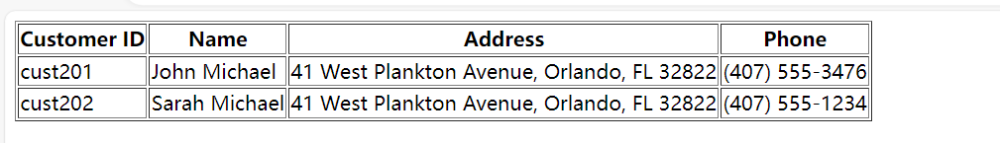 Customer ID Name Address Phone
cust201 John Michael 41 West Plankton Avenue, Orlando, FL 32822 (407) 555-3476
cust202 Sarah Michael 41 West Plankton Avenue, Orlando, FL 32822 (407) 555-1234